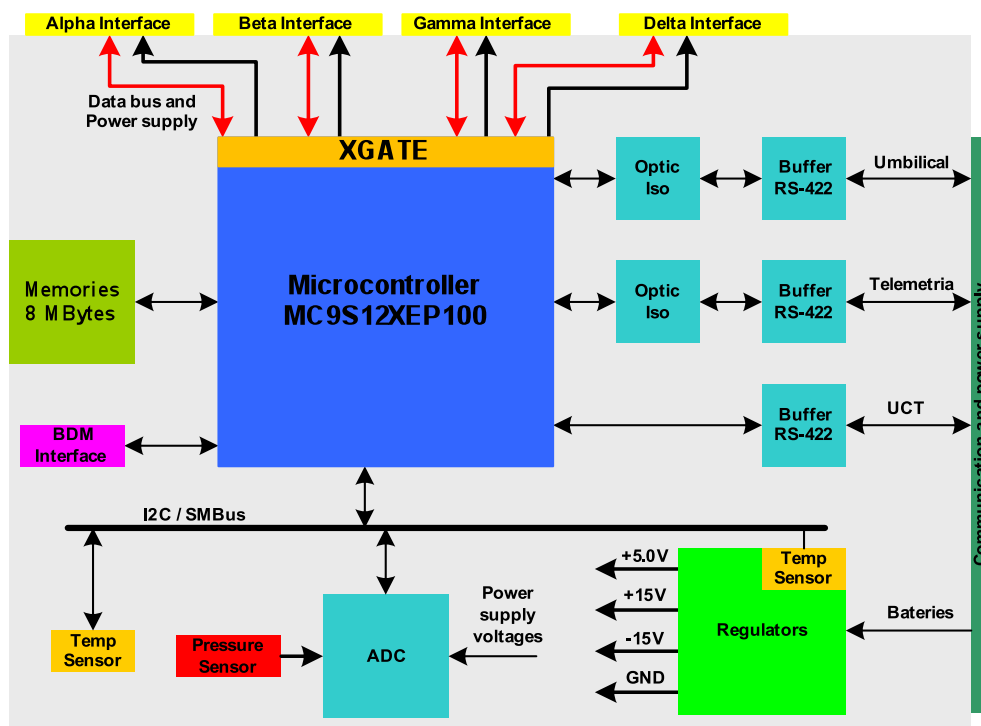 Alpha Interface
Beta Interface
Gamma Interface
Delta Interface
Data bus and
Power supply
XGATE
Microcontroller
MC9S12XEP100
Memories
8 MBytes
BDM
Interface
Optic
Iso
Buffer
RS-422
Umbilical
Optic
Iso
Buffer
RS-422
Telemetria
Buffer
RS-422
UCT
Communication and power supply
I2C / SMBus
Temp
Sensor
Pressure
Sensor
ADC
Power
supply
voltages
+5.0V
+15V
-15V
GND
Temp
Sensor
Regulators
Bateries